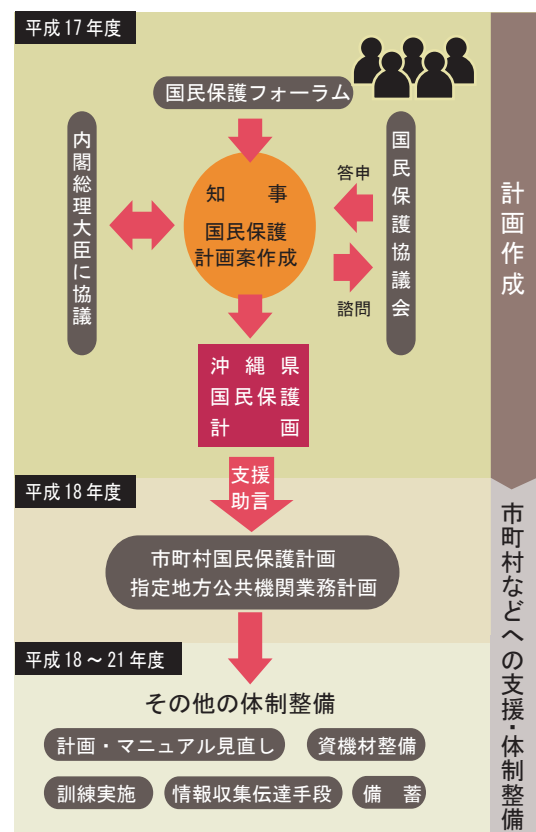 平成17年度
国民保護フォーラム
内閣総理大臣に協議
知　事
国民保護
計画案作成
答申
諮問
国民保護協議会
計画作成
沖縄県
国民保護
計　画
支援
助言
平成18年度
市町村国民保護計画
指定地方公共機関業務計画
市町村などへの支援・体制整備
平成18～21年度
その他の体制整備
計画・マニュアル見直し
資機材整備
訓練実施
情報収集伝達手段
備　蓄